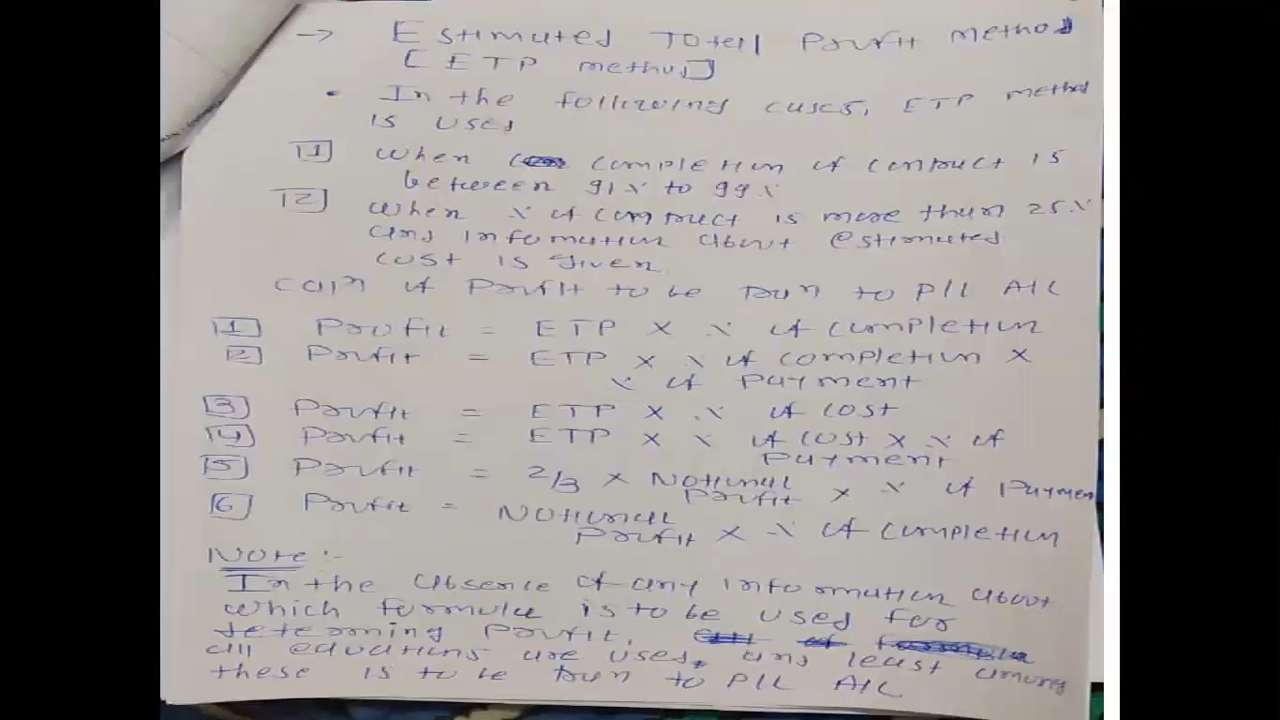 → Estimated Total Profit Method
[ETP method]
• In the following cases, ETP method
is used
[1] When completion of contract is
between 91% to 99%
[2] When % of contract is more than 25%
and information about estimated
cost is given.
Caln of Profit to be tran to P/L A/C
[1] Profit = ETP X % of completion
[2] Profit = ETP X % of completion X
% of payment
[3] Profit = ETP X % of cost
[4] Profit = ETP X % of cost X % of
Payment
[5] Profit = 2/3 X Notional
Profit X % of Paymen
[6] Profit = Notional
Profit X % of completion
Note :-
In the absence of any information about
which formula is to be used for
determing Profit,
all equations are used, and least among
these is to be tran to P/L A/C